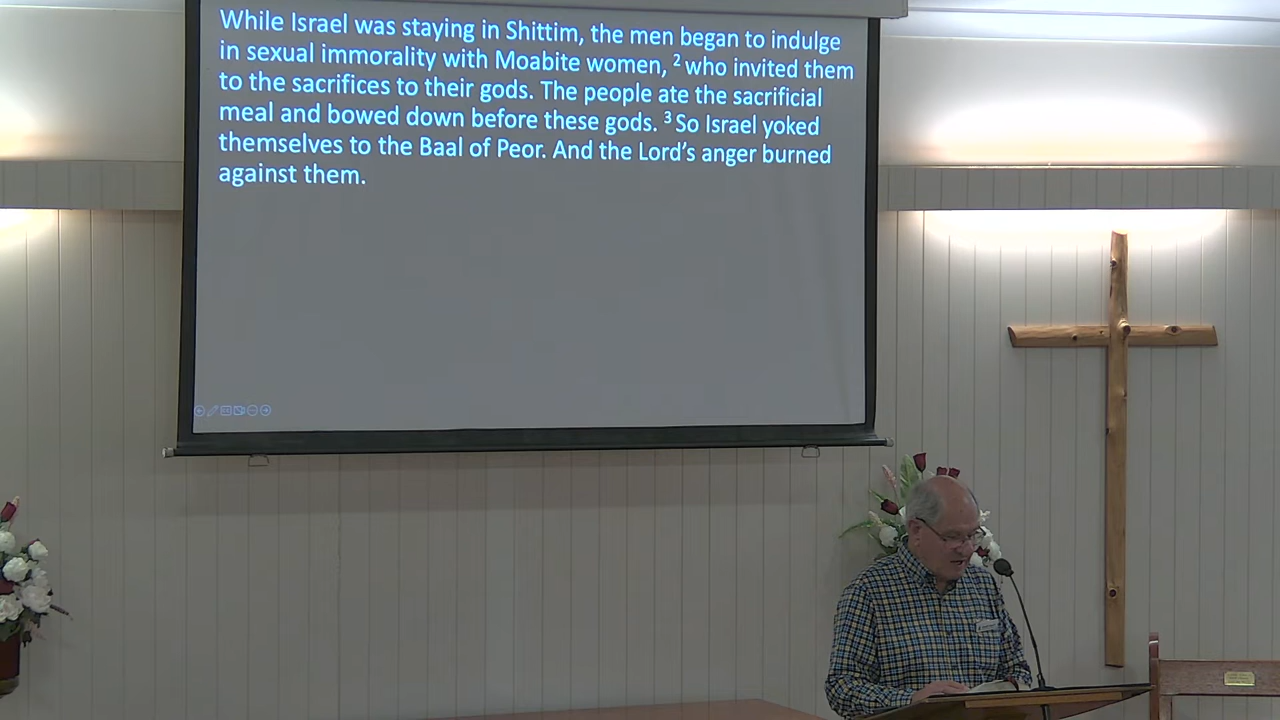 While Israel was staying in Shittim, the men began to indulge
in sexual immorality with Moabite women, ² who invited them
to the sacrifices to their gods. The people ate the sacrificial
meal and bowed down before these gods. ³ So Israel yoked
themselves to the Baal of Peor. And the Lord’s anger burned
against them.